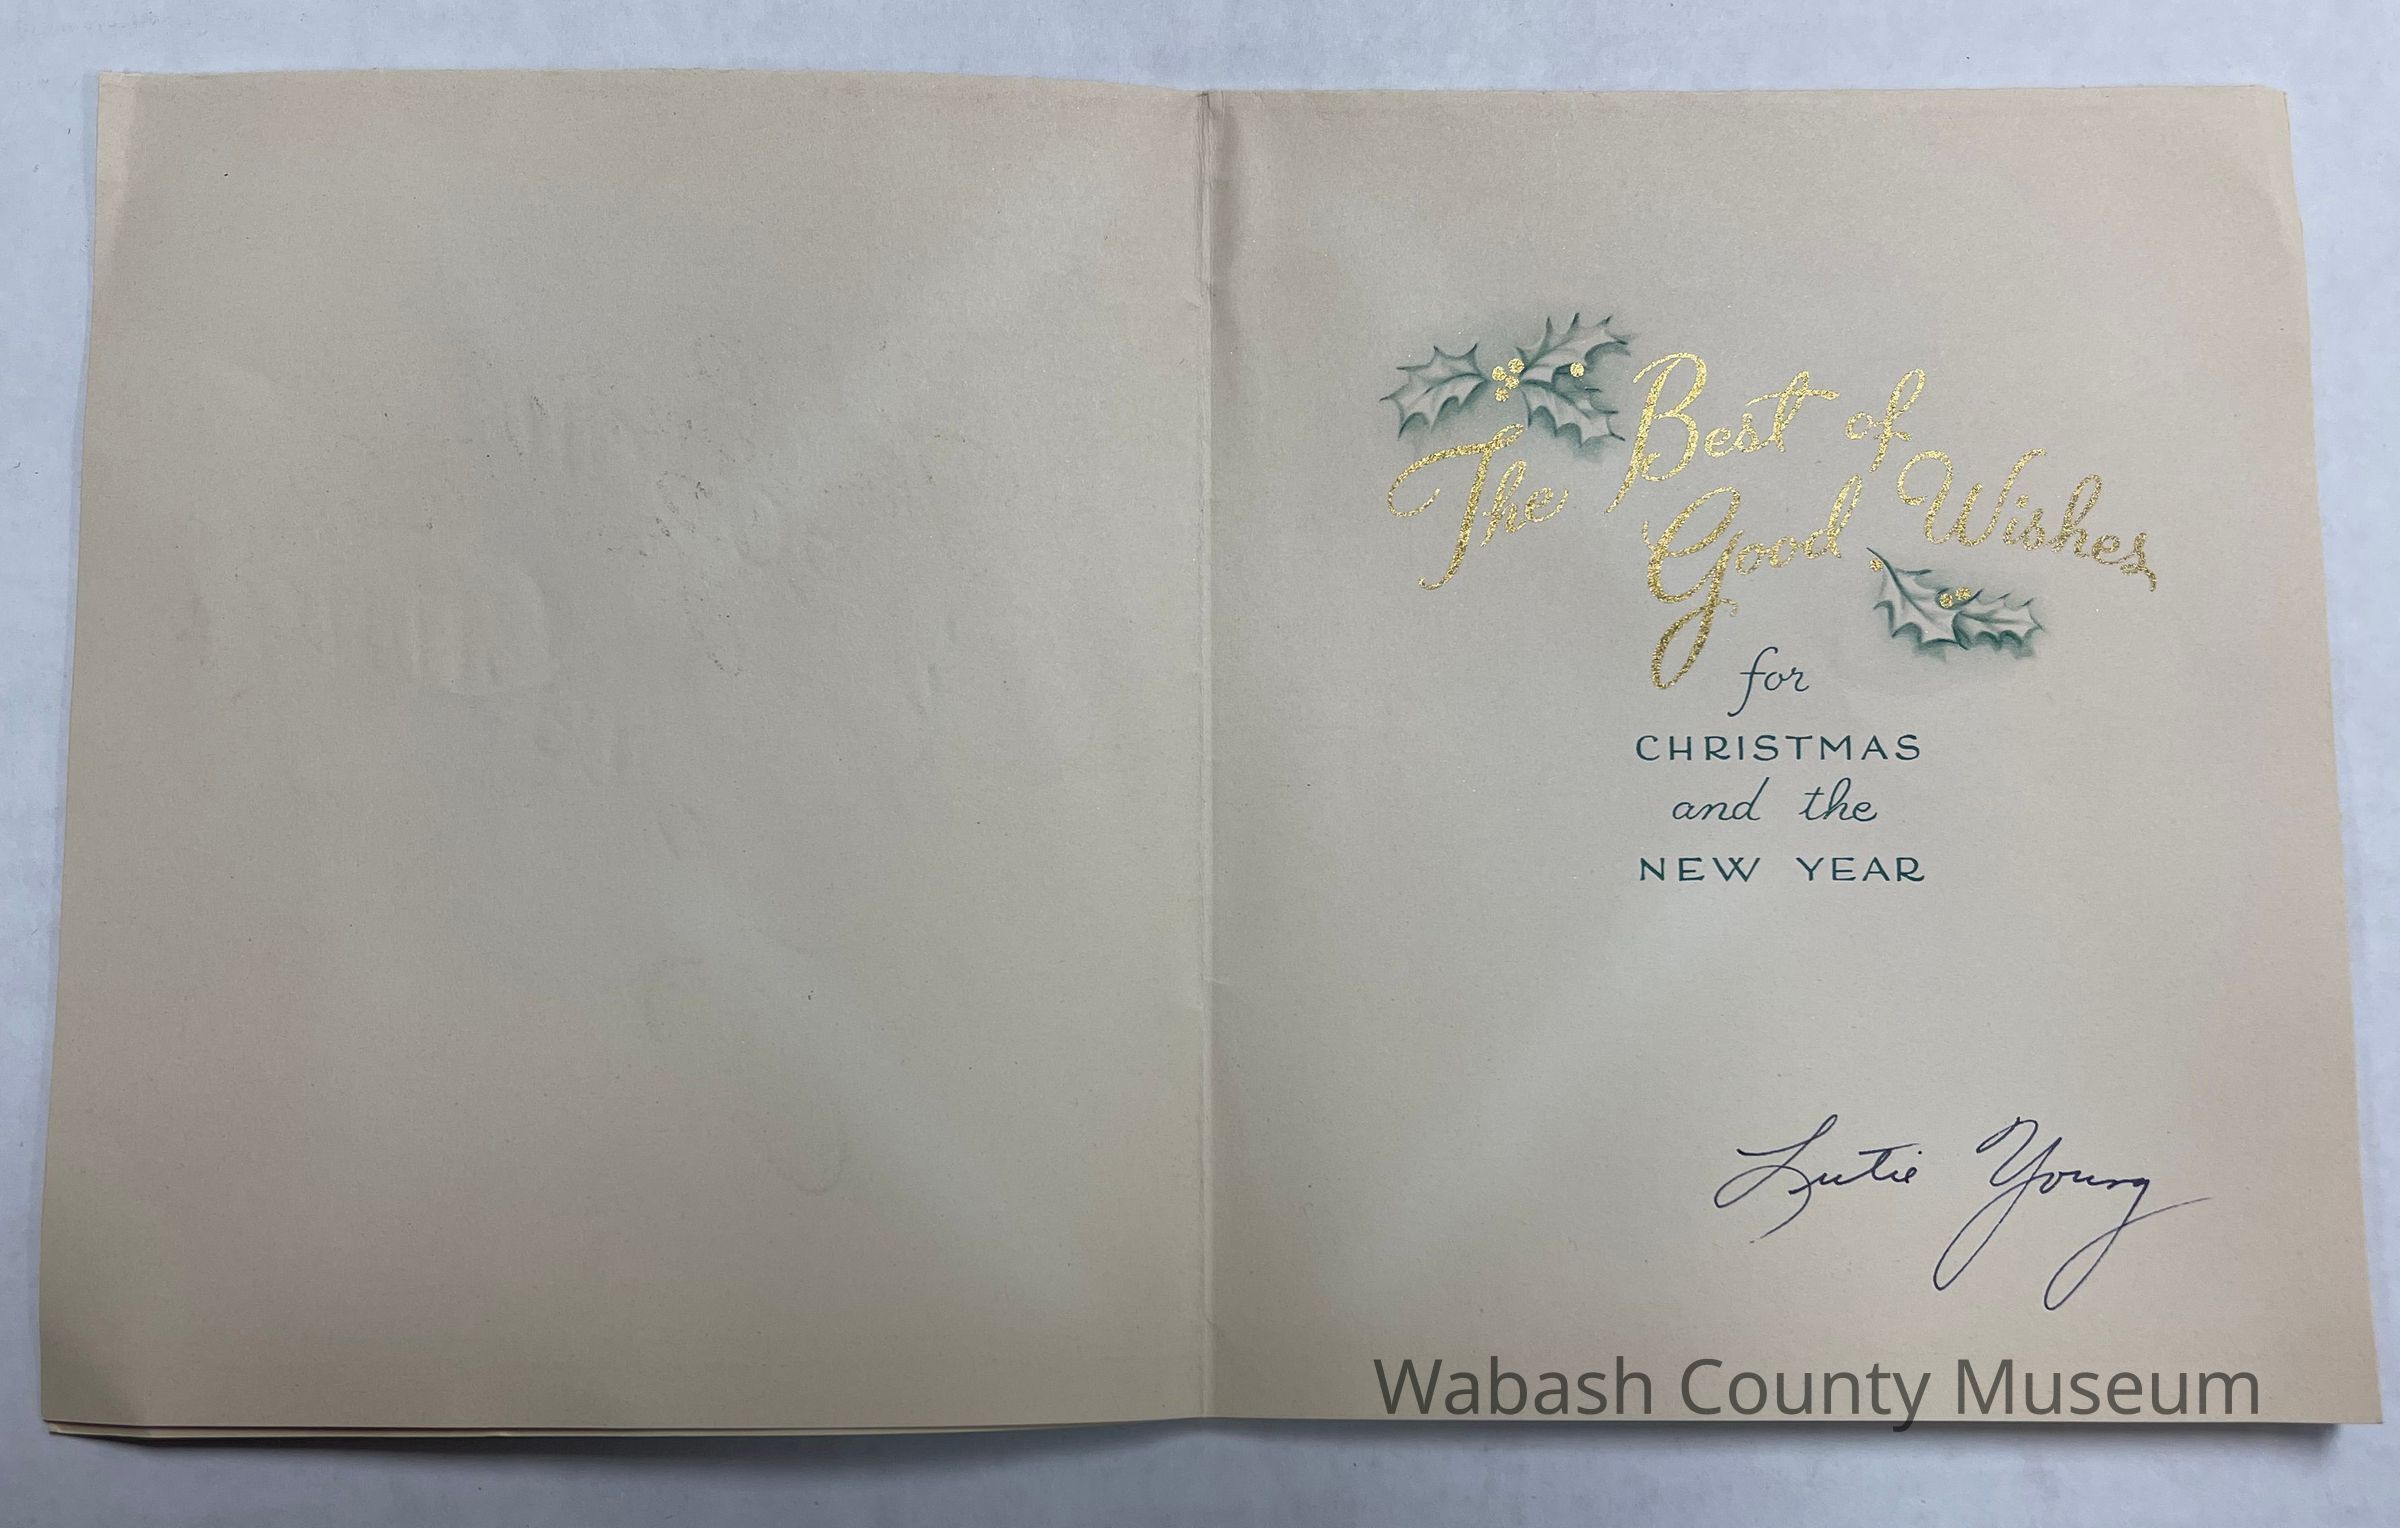 The Best of
Good Wishes
for
CHRISTMAS
and the
NEW YEAR
Lutie Young
Wabash County Museum